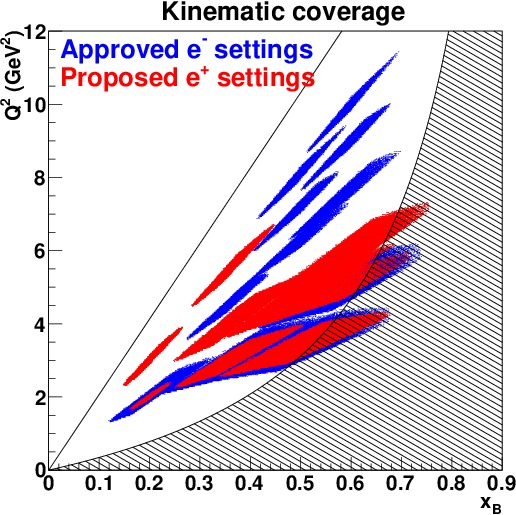 Kinematic coverage
Q² (GeV²)
Approved e⁻ settings
Proposed e⁺ settings
12
10
8
6
4
2
0
0 0.1 0.2 0.3 0.4 0.5 0.6 0.7 0.8 0.9
x_B